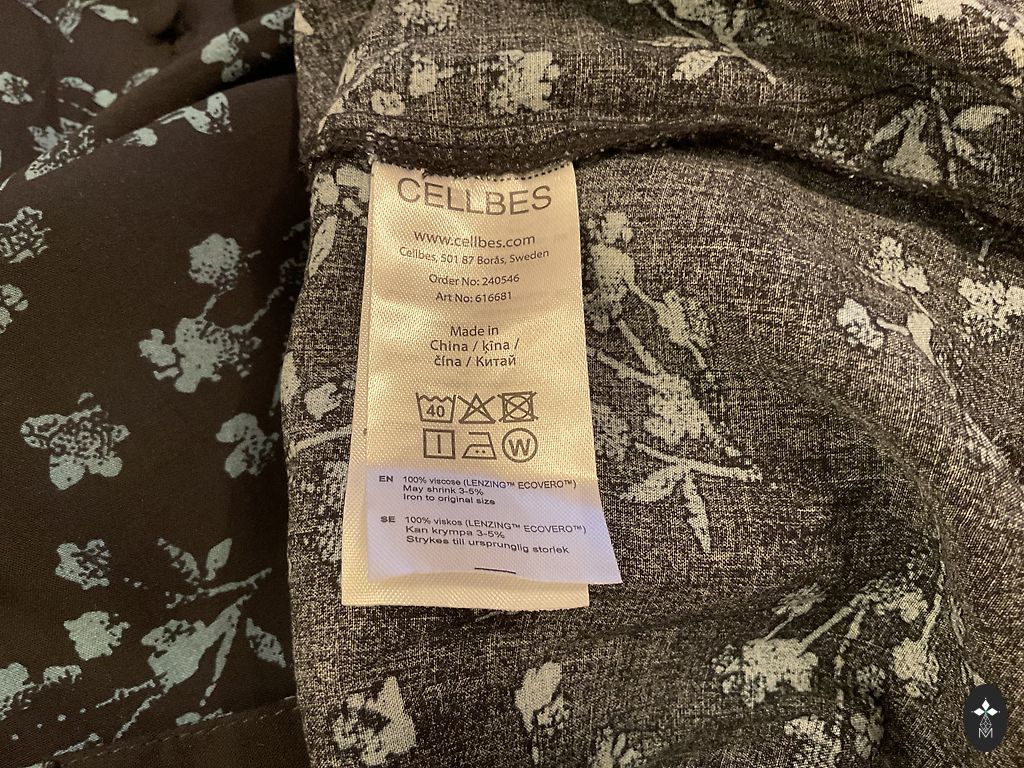 CELLBES
www.cellbes.com
Cellbes, 501 87 Borås, Sweden
Order No: 240546
Art No: 616681
Made in
China / ķīna /
čína / Китай
40
W
EN 100% viscose (LENZING™ ECOVERO™)
May shrink 3-5%
Iron to original size
SE 100% viskos (LENZING™ ECOVERO™)
Kan krympa 3-5%
Strykes till ursprunglig storlek
M